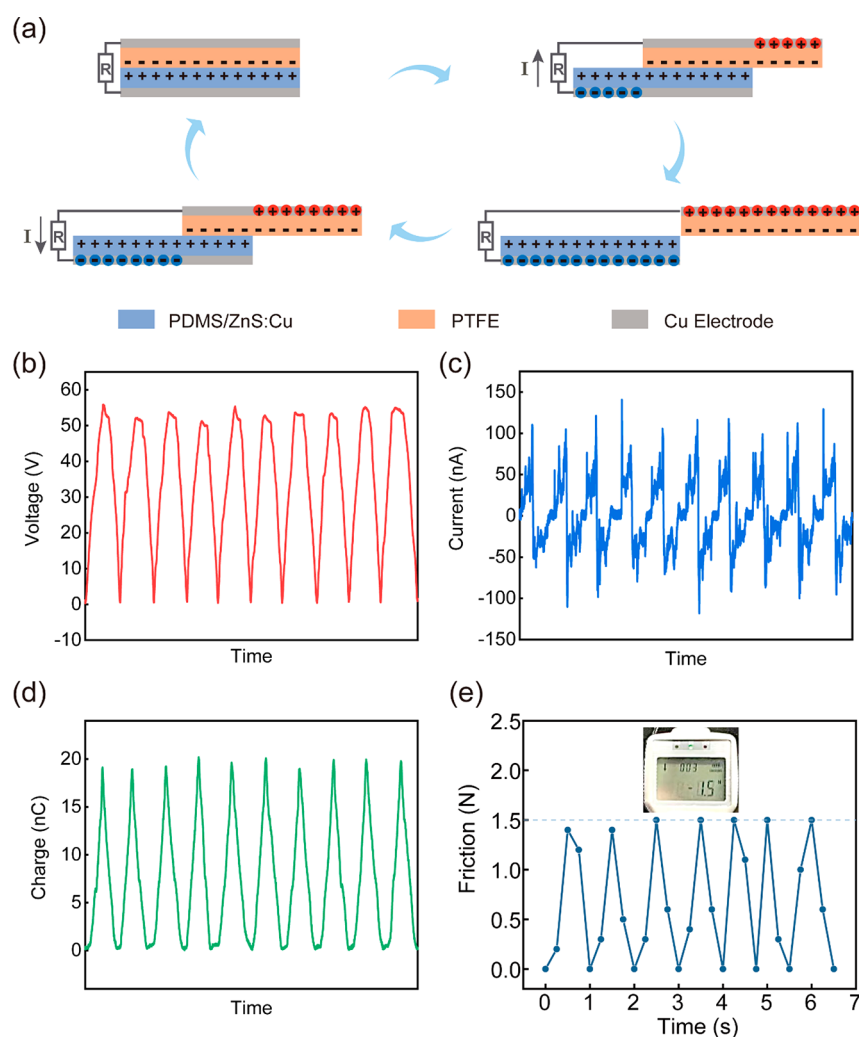 (a)
R
I
R
I
R
R
PDMS/ZnS:Cu
PTFE
Cu Electrode
(b)
(c)
60
50
40
30
20
10
0
-10
Voltage (V)
Time
150
100
50
0
-50
-100
-150
Current (nA)
Time
(d)
(e)
20
15
10
5
0
Charge (nC)
Time
2.5
2.0
1.5
1.0
0.5
0.0
Friction (N)
003
-1.5
0 1 2 3 4 5 6 7
Time (s)